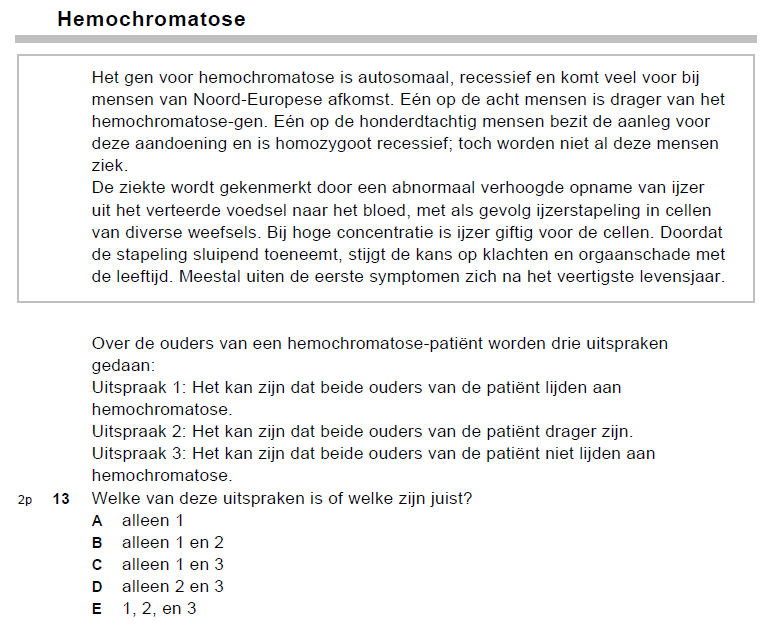 Hemochromatose
Het gen voor hemochromatose is autosomaal, recessief en komt veel voor bij
mensen van Noord-Europese afkomst. Eén op de acht mensen is drager van het
hemochromatose-gen. Eén op de honderdtachtig mensen bezit de aanleg voor
deze aandoening en is homozygoot recessief; toch worden niet al deze mensen
ziek.
De ziekte wordt gekenmerkt door een abnormaal verhoogde opname van ijzer
uit het verteerde voedsel naar het bloed, met als gevolg ijzerstapeling in cellen
van diverse weefsels. Bij hoge concentratie is ijzer giftig voor de cellen. Doordat
de stapeling sluipend toeneemt, stijgt de kans op klachten en orgaanschade met
de leeftijd. Meestal uiten de eerste symptomen zich na het veertigste levensjaar.
Over de ouders van een hemochromatose-patiënt worden drie uitspraken
gedaan:
Uitspraak 1: Het kan zijn dat beide ouders van de patiënt lijden aan
hemochromatose.
Uitspraak 2: Het kan zijn dat beide ouders van de patiënt drager zijn.
Uitspraak 3: Het kan zijn dat beide ouders van de patiënt niet lijden aan
hemochromatose.
2p 13 Welke van deze uitspraken is of welke zijn juist?
A alleen 1
B alleen 1 en 2
C alleen 1 en 3
D alleen 2 en 3
E 1, 2, en 3